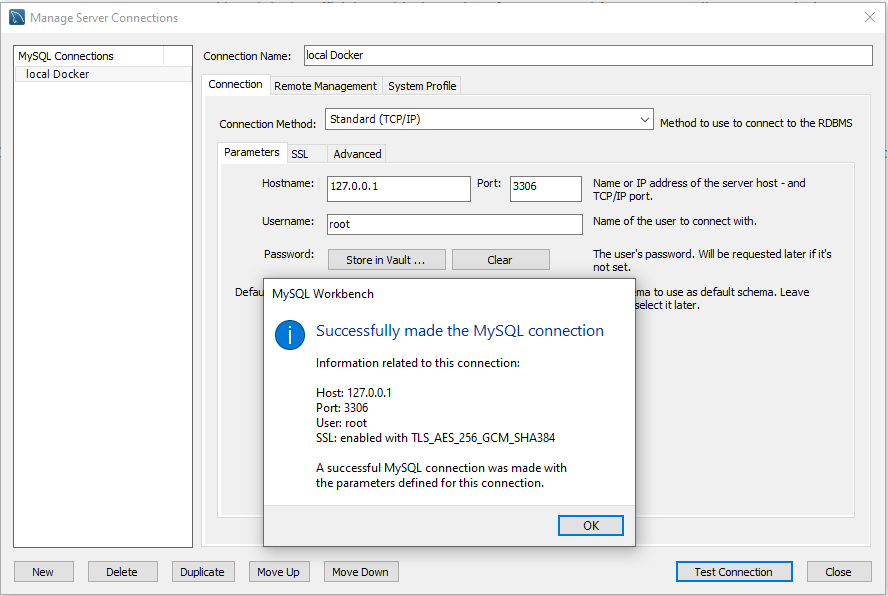 Manage Server Connections
MySQL Connections
local Docker
Connection Name:
local Docker
Connection
Remote Management
System Profile
Connection Method:
Standard (TCP/IP)
Method to use to connect to the RDBMS
Parameters
SSL
Advanced
Hostname:
127.0.0.1
Port:
3306
Name or IP address of the server host - and
TCP/IP port.
Username:
root
Name of the user to connect with.
Password:
Store in Vault ...
Clear
The user's password. Will be requested later if it's
not set.
to use as default schema. Leave
select it later.
MySQL Workbench
Successfully made the MySQL connection
Information related to this connection:
Host: 127.0.0.1
Port: 3306
User: root
SSL: enabled with TLS_AES_256_GCM_SHA384
A successful MySQL connection was made with
the parameters defined for this connection.
OK
New
Delete
Duplicate
Move Up
Move Down
Test Connection
Close